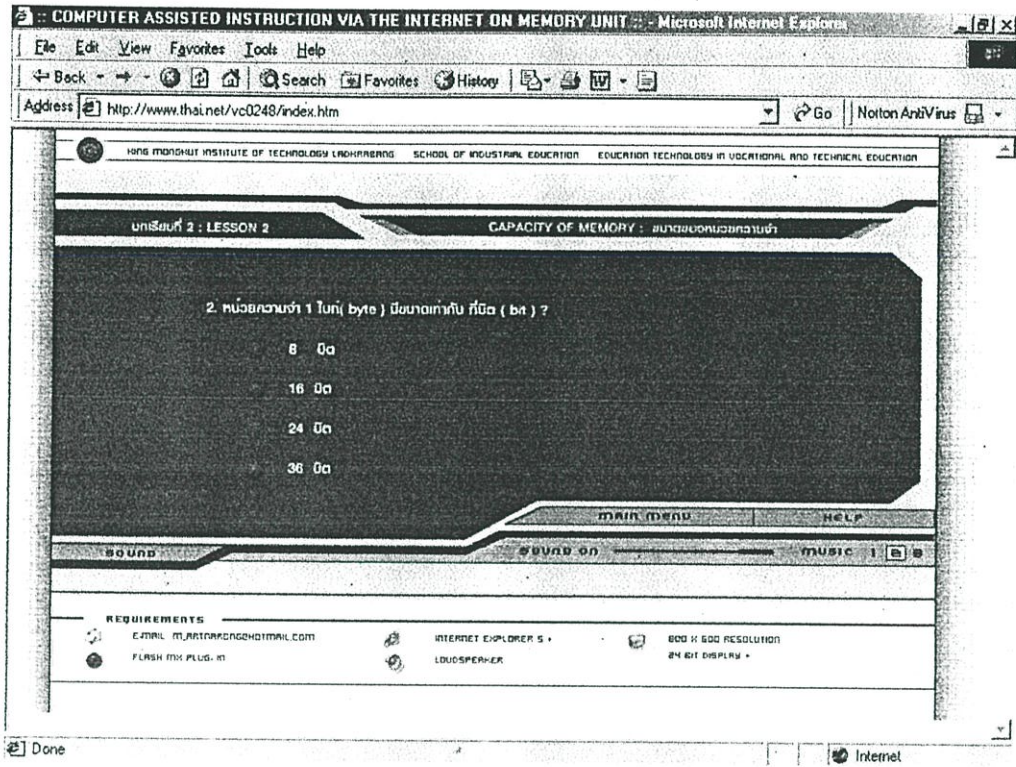 :: COMPUTER ASSISTED INSTRUCTION VIA THE INTERNET ON MEMORY UNIT :: - Microsoft Internet Explorer
File Edit View Favorites Tools Help
Back Search Favorites History
Address http://www.thai.net/vc0248/index.htm Go Norton AntiVirus
KING MONGKUT INSTITUTE OF TECHNOLOGY LADKRABANG SCHOOL OF INDUSTRIAL EDUCATION EDUCATION TECHNOLOGY IN VOCATIONAL AND TECHNICAL EDUCATION
บทเรียนที่ 2 : LESSON 2 CAPACITY OF MEMORY : ขนาดของหน่วยความจำ
2. หน่วยความจำ 1 ไบท์( byte ) มีขนาดเท่ากับ กี่บิต ( bit ) ?
8 บิต
16 บิต
24 บิต
36 บิต
MAIN MENU HELP
SOUND SOUND ON MUSIC 1
REQUIREMENTS
INTERNET EXPLORER 5 + 800 X 600 RESOLUTION
FLASH MX PLUG-IN LOUDSPEAKER 24 BIT DISPLAY +
Done Internet